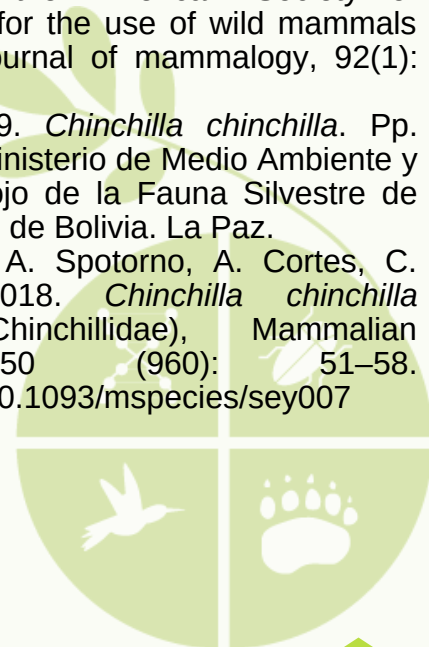 for the use of wild mammals
urnal of mammalogy, 92(1):
9. Chinchilla chinchilla. Pp.
inisterio de Medio Ambiente y
ojo de la Fauna Silvestre de
de Bolivia. La Paz.
A. Spotorno, A. Cortes, C.
018. Chinchilla chinchilla
Chinchillidae), Mammalian
50 (960): 51–58.
0.1093/mspecies/sey007